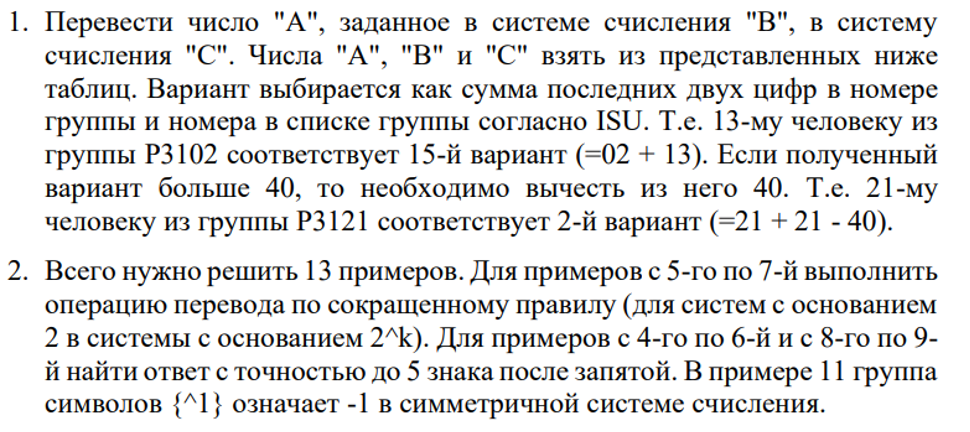 1. Перевести число "А", заданное в системе счисления "В", в систему
счисления "С". Числа "А", "В" и "С" взять из представленных ниже
таблиц. Вариант выбирается как сумма последних двух цифр в номере
группы и номера в списке группы согласно ISU. Т.е. 13-му человеку из
группы P3102 соответствует 15-й вариант (=02 + 13). Если полученный
вариант больше 40, то необходимо вычесть из него 40. Т.е. 21-му
человеку из группы P3121 соответствует 2-й вариант (=21 + 21 - 40).
2. Всего нужно решить 13 примеров. Для примеров с 5-го по 7-й выполнить
операцию перевода по сокращенному правилу (для систем с основанием
2 в системы с основанием 2^k). Для примеров с 4-го по 6-й и с 8-го по 9-
й найти ответ с точностью до 5 знака после запятой. В примере 11 группа
символов {^1} означает -1 в симметричной системе счисления.